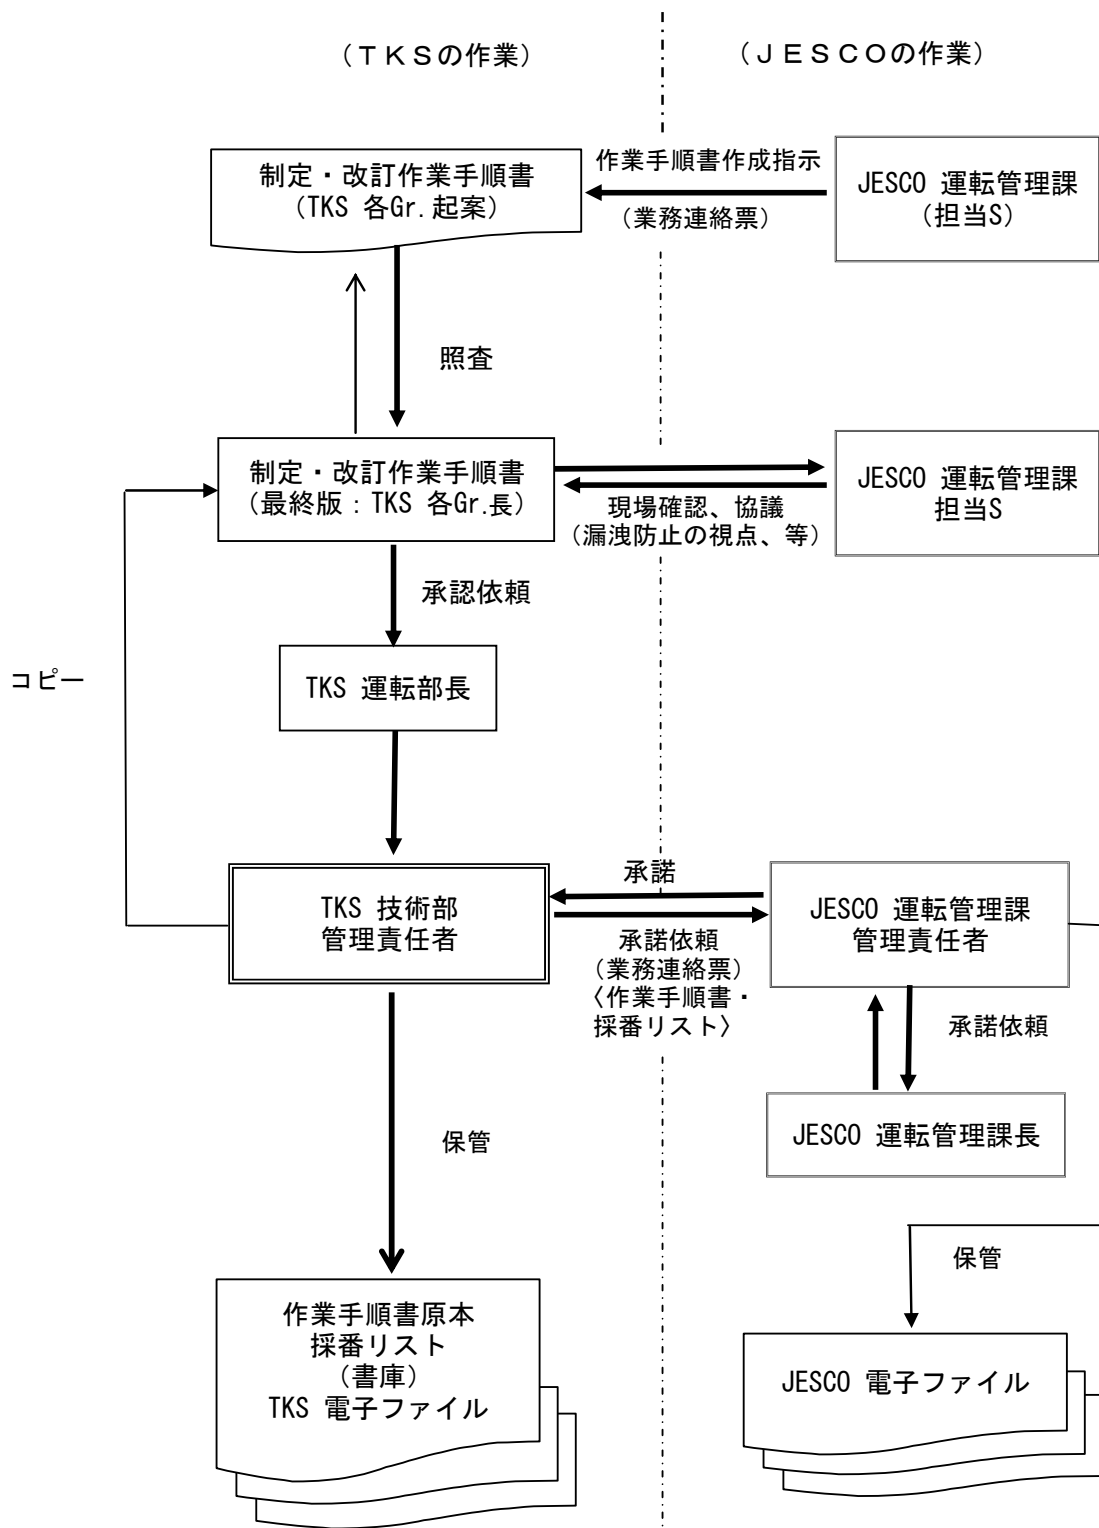 （ＴＫＳの作業）
（ＪＥＳＣＯの作業）
制定・改訂作業手順書
（TKS 各Gr.起案）
作業手順書作成指示
（業務連絡票）
JESCO 運転管理課
（担当S）
照査
制定・改訂作業手順書
（最終版：TKS 各Gr.長）
現場確認、協議
（漏洩防止の視点、等）
JESCO 運転管理課
担当S
承認依頼
コピー
TKS 運転部長
TKS 技術部
管理責任者
承諾
承諾依頼
（業務連絡票）
〈作業手順書・
採番リスト〉
JESCO 運転管理課
管理責任者
承諾依頼
JESCO 運転管理課長
保管
保管
作業手順書原本
採番リスト
（書庫）
TKS 電子ファイル
JESCO 電子ファイル